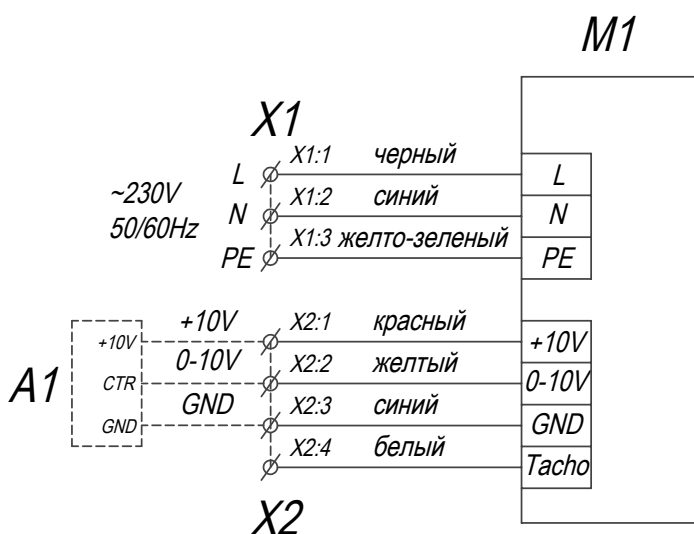 M1
X1
X1:1 черный
L L
~230V X1:2 синий
N N
50/60Hz X1:3 желто-зеленый
PE PE
+10V X2:1 красный
+10V +10V
0-10V X2:2 желтый
A1 CTR 0-10V
GND X2:3 синий
GND GND
X2:4 белый
Tacho
X2